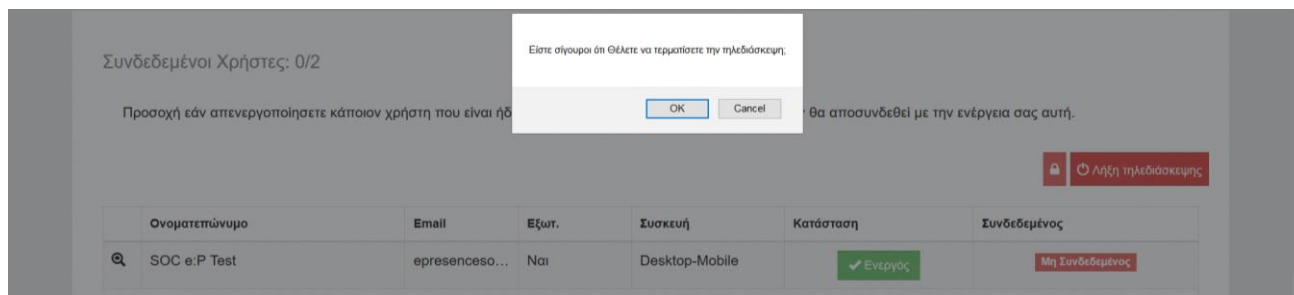 Είστε σίγουροι ότι Θέλετε να τερματίσετε την τηλεδιάσκεψη;
OK Cancel
Συνδεδεμένοι Χρήστες: 0/2
Προσοχή εάν απενεργοποίησετε κάποιον χρήστη που είναι ήδ θα αποσυνδεθεί με την ενέργεια σας αυτή.
Λήξη τηλεδιάσκεψης
Ονοματεπώνυμο Email Εξωτ. Συσκευή Κατάσταση Συνδεδεμένος
SOC e:P Test epresenceso... Ναι Desktop-Mobile Ενεργός Μη Συνδεδεμένος